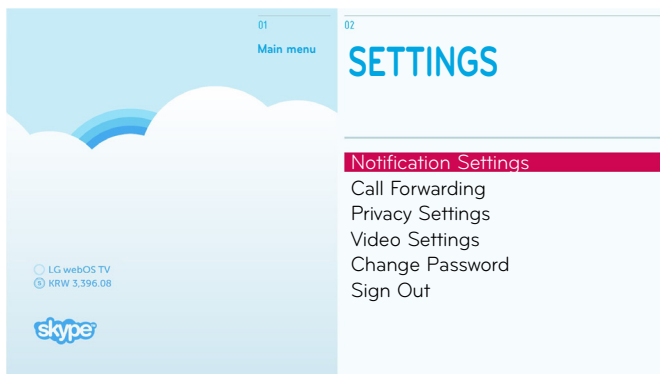 01
Main menu
LG webOS TV
KRW 3,396.08
skype
02
SETTINGS
Notification Settings
Call Forwarding
Privacy Settings
Video Settings
Change Password
Sign Out